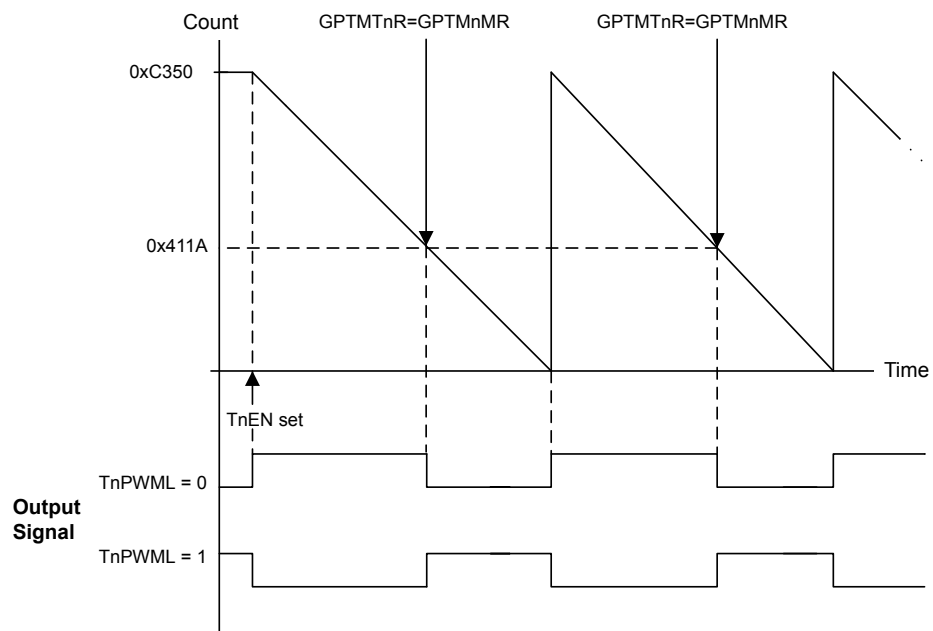 Count
GPTMTnR=GPTMnMR
GPTMTnR=GPTMnMR
0xC350
0x411A
Time
TnEN set
TnPWML = 0
Output
Signal
TnPWML = 1